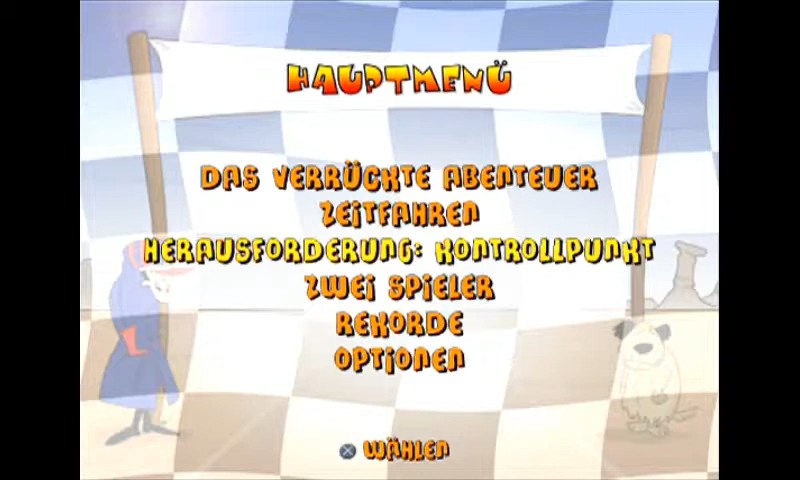 HAUPTMENÜ
DAS VERRÜCKTE ABENTEUER
ZEITFAHREN
HERAUSFORDERUNG: KONTROLLPUNKT
ZWEI SPIELER
REKORDE
OPTIONEN
WÄHLEN